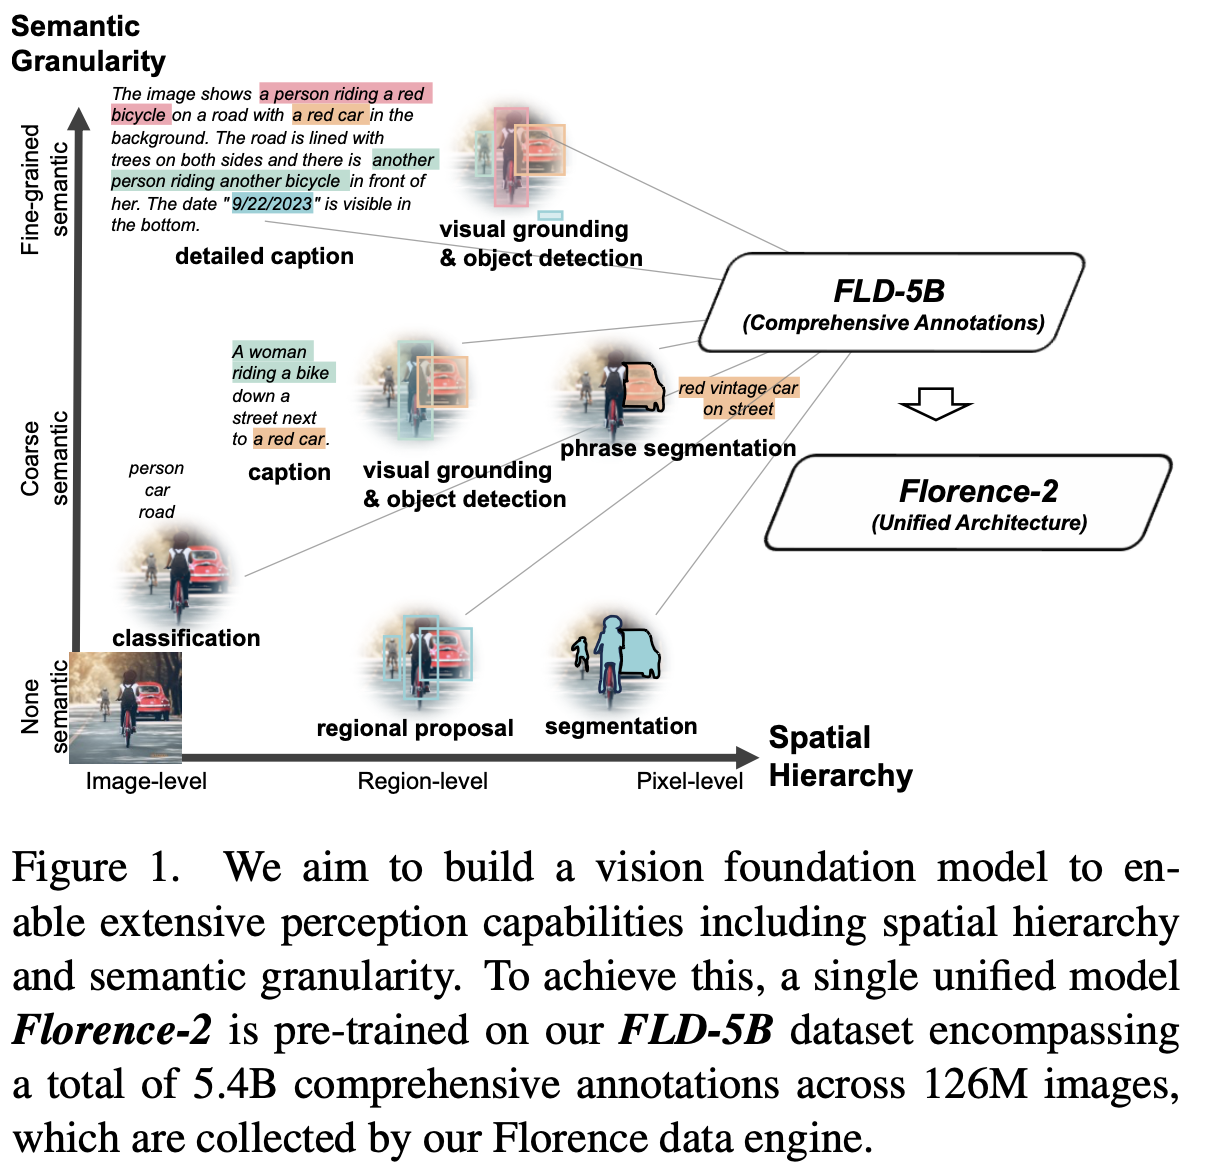 Semantic
Granularity
Fine-grained
semantic
The image shows a person riding a red
bicycle on a road with a red car in the
background. The road is lined with
trees on both sides and there is another
person riding another bicycle in front of
her. The date "9/22/2023" is visible in
the bottom.
detailed caption
visual grounding
& object detection
FLD-5B
(Comprehensive Annotations)
Coarse
semantic
A woman
riding a bike
down a
street next
to a red car.
caption
visual grounding
& object detection
red vintage car
on street
phrase segmentation
Florence-2
(Unified Architecture)
person
car
road
classification
None
semantic
regional proposal
segmentation
Spatial
Hierarchy
Image-level
Region-level
Pixel-level
Figure 1. We aim to build a vision foundation model to en-
able extensive perception capabilities including spatial hierarchy
and semantic granularity. To achieve this, a single unified model
Florence-2 is pre-trained on our FLD-5B dataset encompassing
a total of 5.4B comprehensive annotations across 126M images,
which are collected by our Florence data engine.